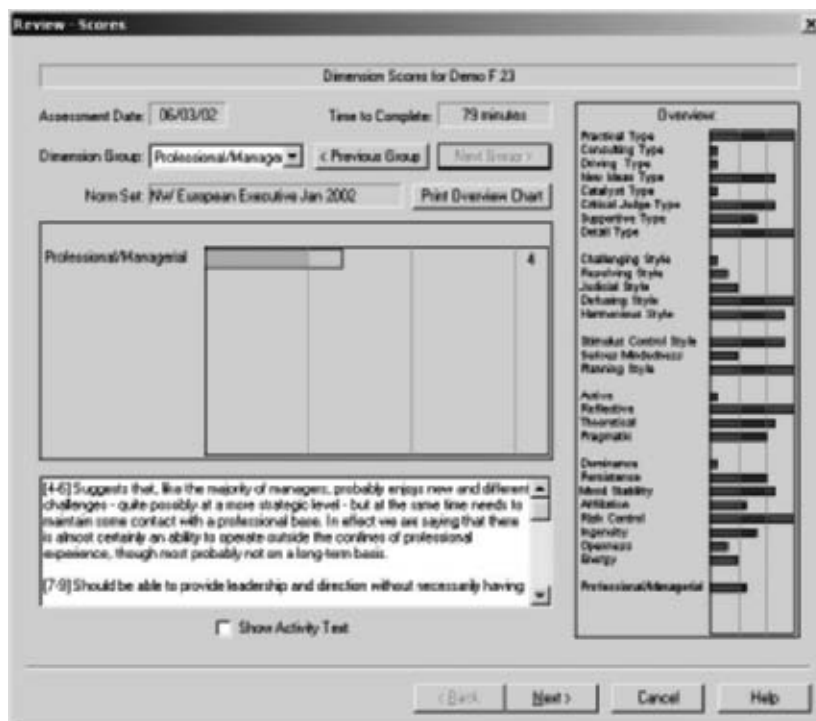 Review - Scores
Dimension Scores for Demo F 23
Assessment Date: 06/03/02
Time to Complete: 79 minutes
Dimension Group: Professional/Manager
< Previous Group
Next Group >
Norm Set: NW European Executive Jan 2002
Print Overview Chart
Professional/Managerial
4
[4-6] Suggests that, like the majority of managers, probably enjoys new and different
challenges - quite possibly at a more strategic level - but at the same time needs to
maintain some contact with a professional base. In effect we are saying that there
is almost certainly an ability to operate outside the confines of professional
experience, though most probably not on a long-term basis.
[7-9] Should be able to provide leadership and direction without necessarily having
Show Activity Text
Overview:
Practical Type
Consulting Type
Driving Type
New Ideas Type
Catalyst Type
Critical Judge Type
Supportive Type
Detail Type
Challenging Style
Resolving Style
Judicial Style
Defusing Style
Harmonious Style
Stimulus Control Style
Serious Mindedness
Planning Style
Active
Reflective
Theoretical
Pragmatic
Dominance
Persistence
Mood Stability
Affiliation
Risk Control
Ingenuity
Openness
Energy
Professional/Managerial
< Back
Next >
Cancel
Help